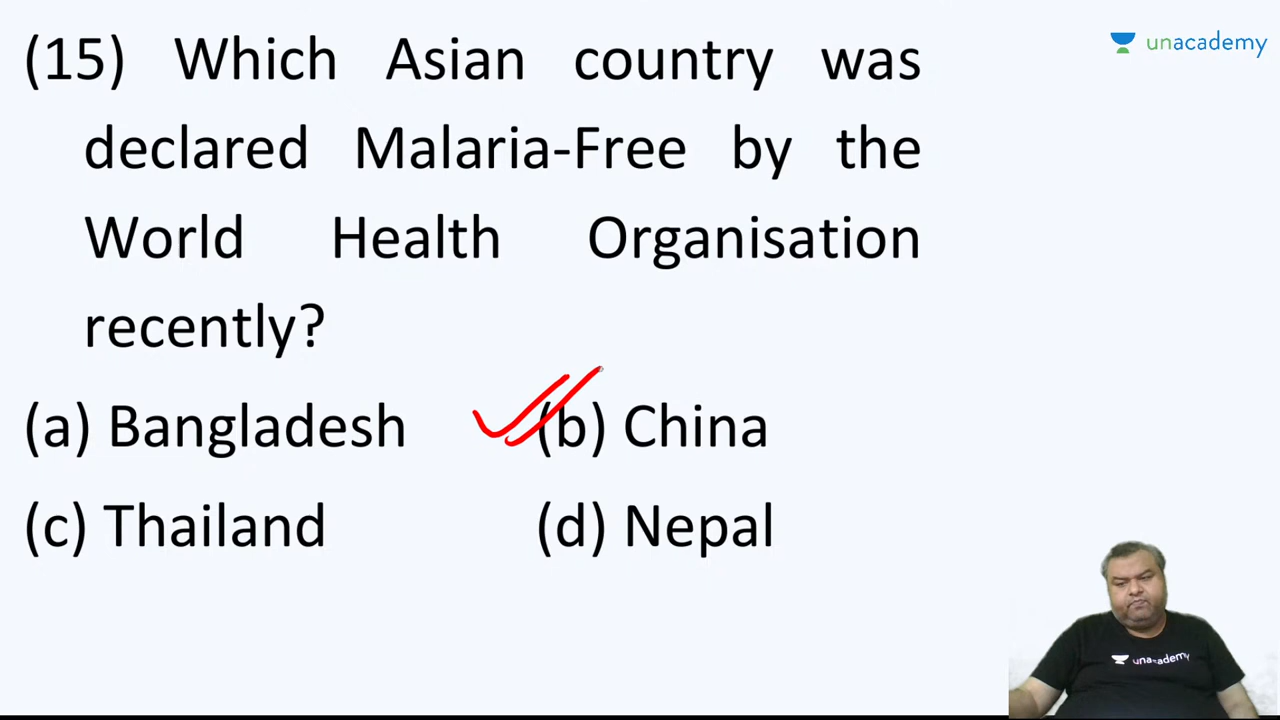 (15) Which Asian country was
declared Malaria-Free by the
World Health Organisation
recently?
(a) Bangladesh (b) China
(c) Thailand (d) Nepal
unacademy
unacademy